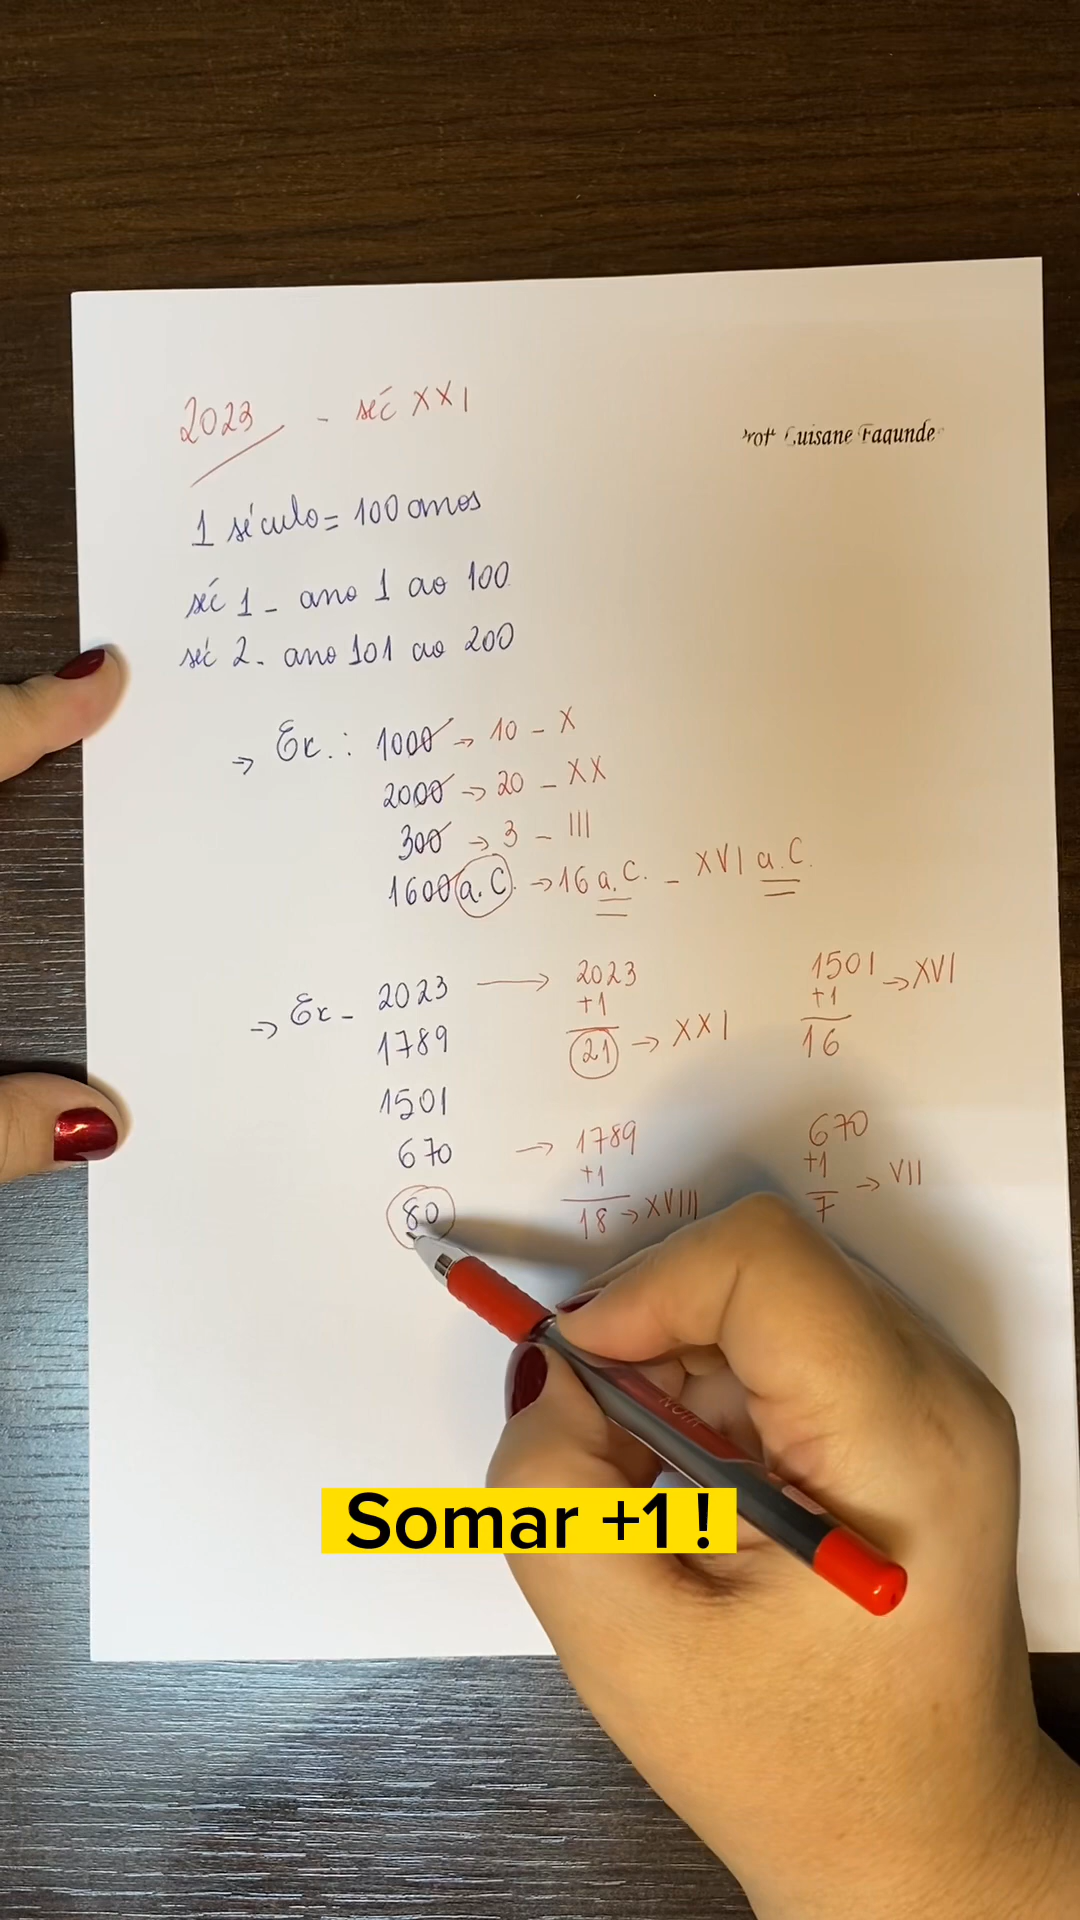 2023 - séc XXI
Prof Luisane Fagunde
1 século = 100 anos
séc 1 - ano 1 ao 100
séc 2 - ano 101 ao 200
→ Ex.: 1000 → 10 - X
2000 → 20 - XX
300 → 3 - III
1600 a.C. → 16 a.C. - XVI a.C.
→ Ex - 2023 → 2023
+1
21 → XXI
1501 → XVI
+1
16
1789
1501
670 → 1789
+1
18 → XVIII
670
+1 → VII
7
80
Somar +1 !